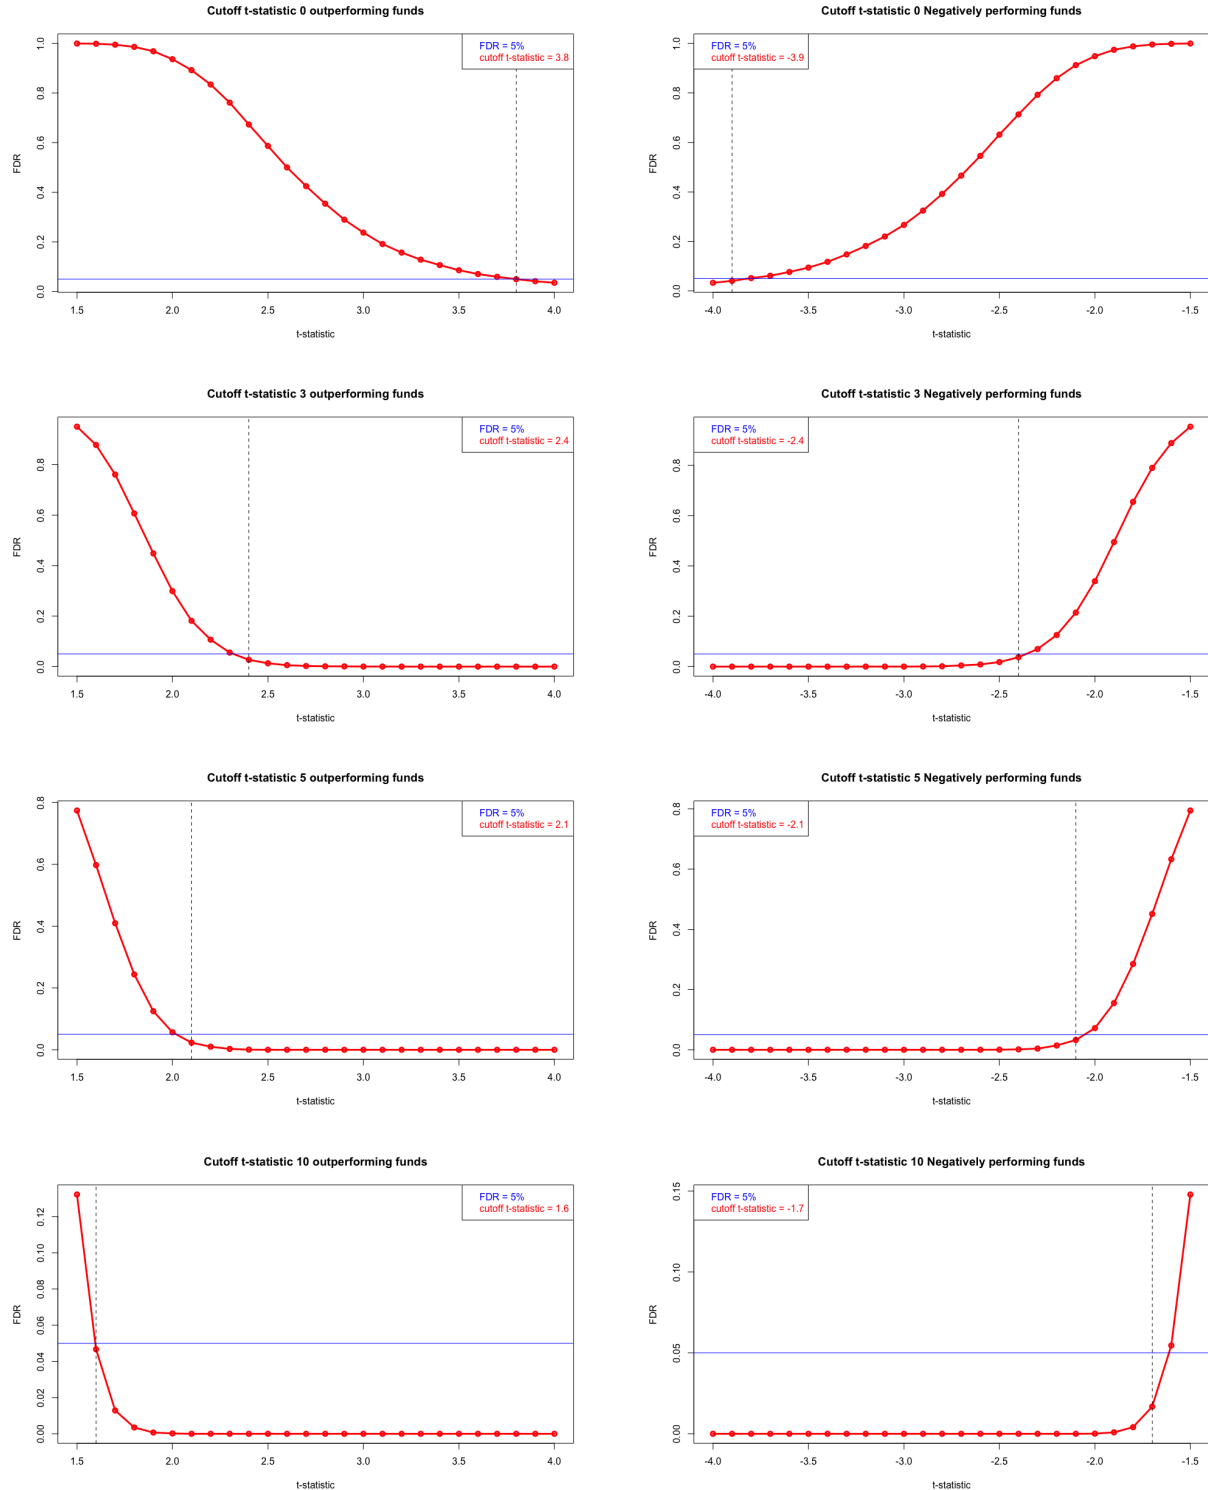 Cutoff t-statistic 0 outperforming funds
FDR = 5%
cutoff t-statistic = 3.8
FDR
1.0
0.8
0.6
0.4
0.2
0.0
1.5 2.0 2.5 3.0 3.5 4.0
t-statistic
Cutoff t-statistic 0 Negatively performing funds
FDR = 5%
cutoff t-statistic = -3.9
FDR
1.0
0.8
0.6
0.4
0.2
0.0
-4.0 -3.5 -3.0 -2.5 -2.0 -1.5
t-statistic
Cutoff t-statistic 3 outperforming funds
FDR = 5%
cutoff t-statistic = 2.4
FDR
0.8
0.6
0.4
0.2
0.0
1.5 2.0 2.5 3.0 3.5 4.0
t-statistic
Cutoff t-statistic 3 Negatively performing funds
FDR = 5%
cutoff t-statistic = -2.4
FDR
0.8
0.6
0.4
0.2
0.0
-4.0 -3.5 -3.0 -2.5 -2.0 -1.5
t-statistic
Cutoff t-statistic 5 outperforming funds
FDR = 5%
cutoff t-statistic = 2.1
FDR
0.8
0.6
0.4
0.2
0.0
1.5 2.0 2.5 3.0 3.5 4.0
t-statistic
Cutoff t-statistic 5 Negatively performing funds
FDR = 5%
cutoff t-statistic = -2.1
FDR
0.8
0.6
0.4
0.2
0.0
-4.0 -3.5 -3.0 -2.5 -2.0 -1.5
t-statistic
Cutoff t-statistic 10 outperforming funds
FDR = 5%
cutoff t-statistic = 1.6
FDR
0.12
0.10
0.08
0.06
0.04
0.02
0.00
1.5 2.0 2.5 3.0 3.5 4.0
t-statistic
Cutoff t-statistic 10 Negatively performing funds
FDR = 5%
cutoff t-statistic = -1.7
FDR
0.15
0.10
0.05
0.00
-4.0 -3.5 -3.0 -2.5 -2.0 -1.5
t-statistic